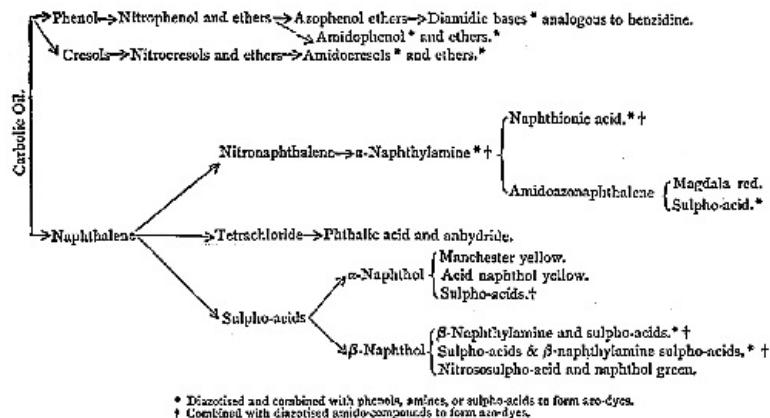 Phenol→Nitrophenol and ethers→Azophenol ethers→Diamidic bases * analogous to benzidine.
Amidophenol * and ethers.*
Cresols→Nitrocresols and ethers→Amidocresols * and ethers.*
Carbolic Oil.
Naphthionic acid.* †
Nitronaphthalene→α-Naphthylamine * †
Amidoazonaphthalene
Magdala red.
Sulpho-acid.*
Naphthalene
Tetrachloride→Phthalic acid and anhydride.
Sulpho-acids
α-Naphthol
Manchester yellow.
Acid naphthol yellow.
Sulpho-acids.†
β-Naphthol
β-Naphthylamine and sulpho-acids.* †
Sulpho-acids & β-naphthylamine sulpho-acids.* †
Nitrososulpho-acid and naphthol green.
* Diazotised and combined with phenols, amines, or sulpho-acids to form azo-dyes.
† Combined with diazotised amido-compounds to form azo-dyes.